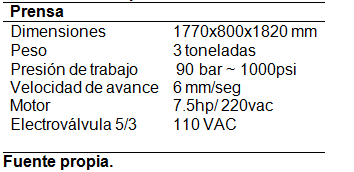 Prensa
Dimensiones 1770x800x1820 mm
Peso 3 toneladas
Presión de trabajo 90 bar ~ 1000psi
Velocidad de avance 6 mm/seg
Motor 7.5hp/ 220vac
Electroválvula 5/3 110 VAC
Fuente propia.